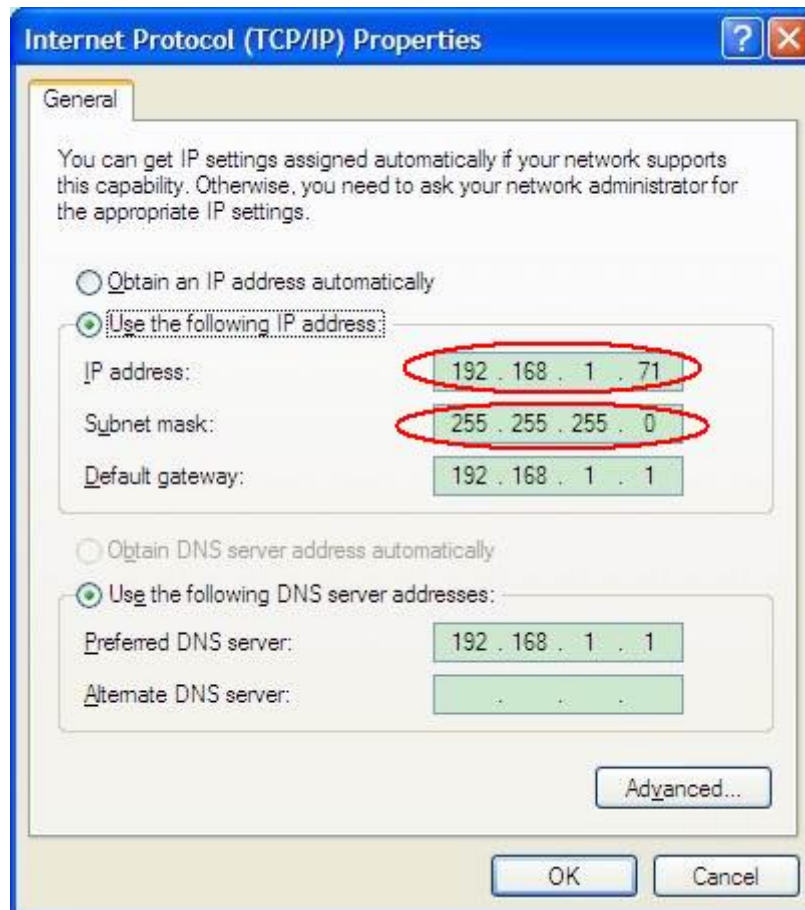 Internet Protocol (TCP/IP) Properties
General
You can get IP settings assigned automatically if your network supports
this capability. Otherwise, you need to ask your network administrator for
the appropriate IP settings.
Obtain an IP address automatically
Use the following IP address:
IP address: 192 . 168 . 1 . 71
Subnet mask: 255 . 255 . 255 . 0
Default gateway: 192 . 168 . 1 . 1
Obtain DNS server address automatically
Use the following DNS server addresses:
Preferred DNS server: 192 . 168 . 1 . 1
Alternate DNS server: . . .
Advanced...
OK Cancel